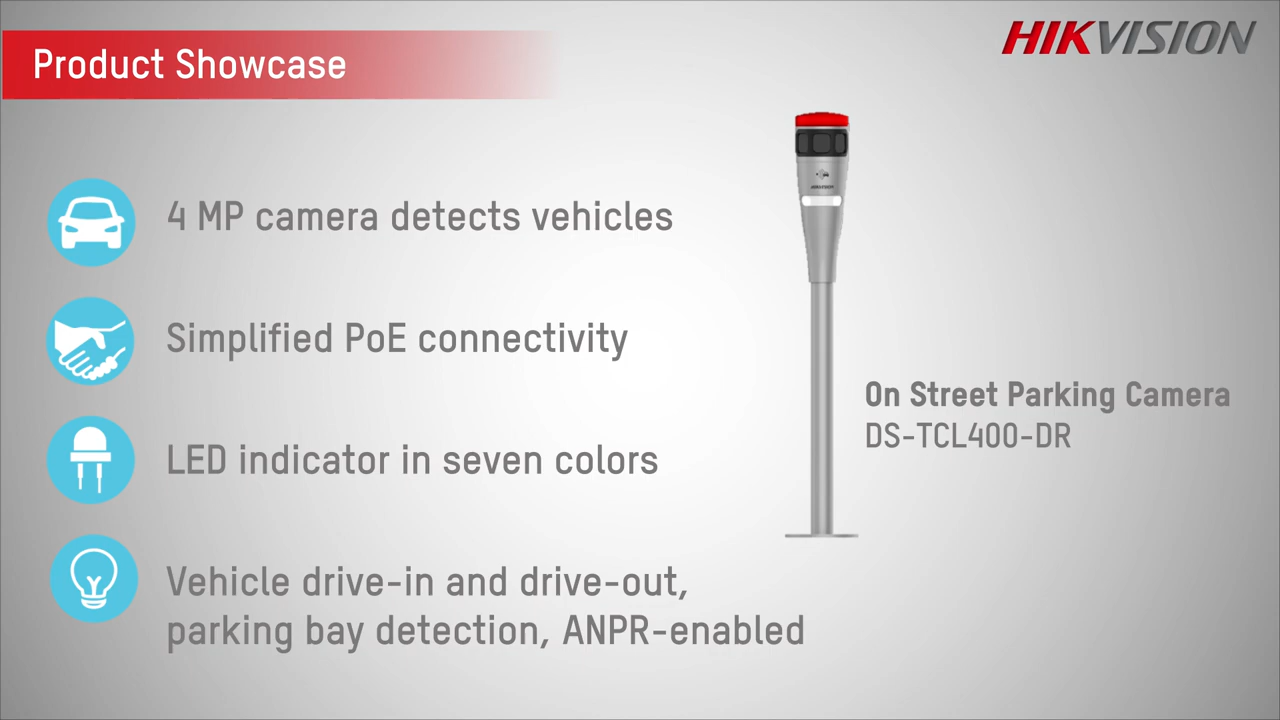 HIKVISION
Product Showcase
4 MP camera detects vehicles
Simplified PoE connectivity
On Street Parking Camera
DS-TCL400-DR
LED indicator in seven colors
Vehicle drive-in and drive-out,
parking bay detection, ANPR-enabled